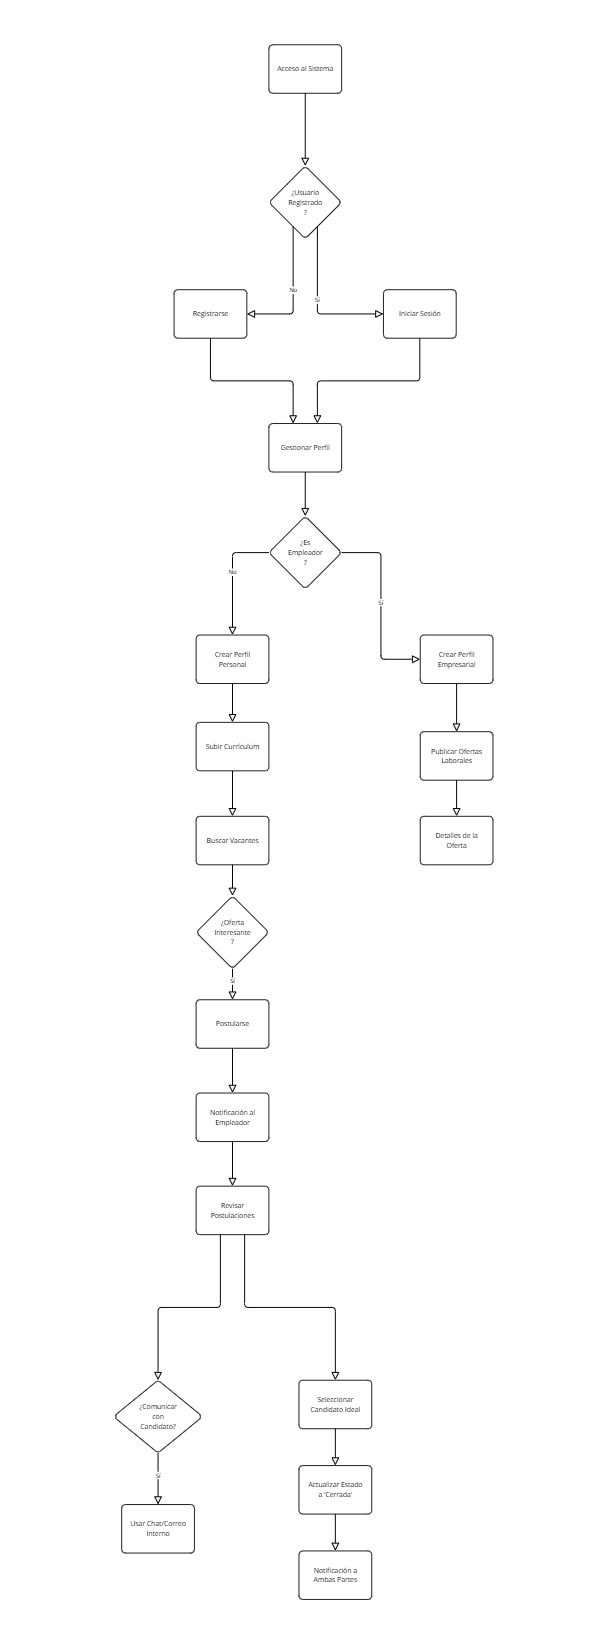 Acceso al Sistema
¿Usuario
Registrado
?
No
Sí
Registrarse
Iniciar Sesión
Gestionar Perfil
¿Es
Empleador
?
No
Sí
Crear Perfil
Personal
Crear Perfil
Empresarial
Subir Currículum
Publicar Ofertas
Laborales
Buscar Vacantes
Detalles de la
Oferta
¿Oferta
Interesante
?
Sí
Postularse
Notificación al
Empleador
Revisar
Postulaciones
¿Comunicar
con
Candidato?
Seleccionar
Candidato Ideal
Sí
Actualizar Estado
a 'Cerrada'
Usar Chat/Correo
Interno
Notificación a
Ambas Partes